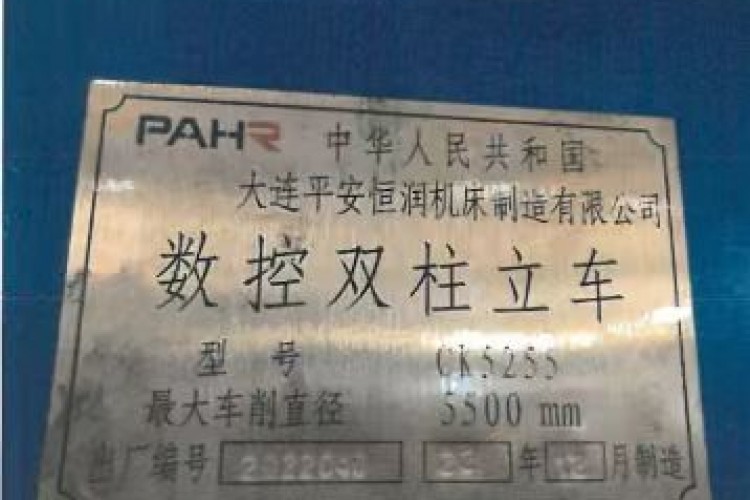 PAHR 中华人民共和国
大连平安恒润机床制造有限公司
数控双柱立车
型号 CK5255
最大车削直径 5500 mm
出厂编号 年 月制造